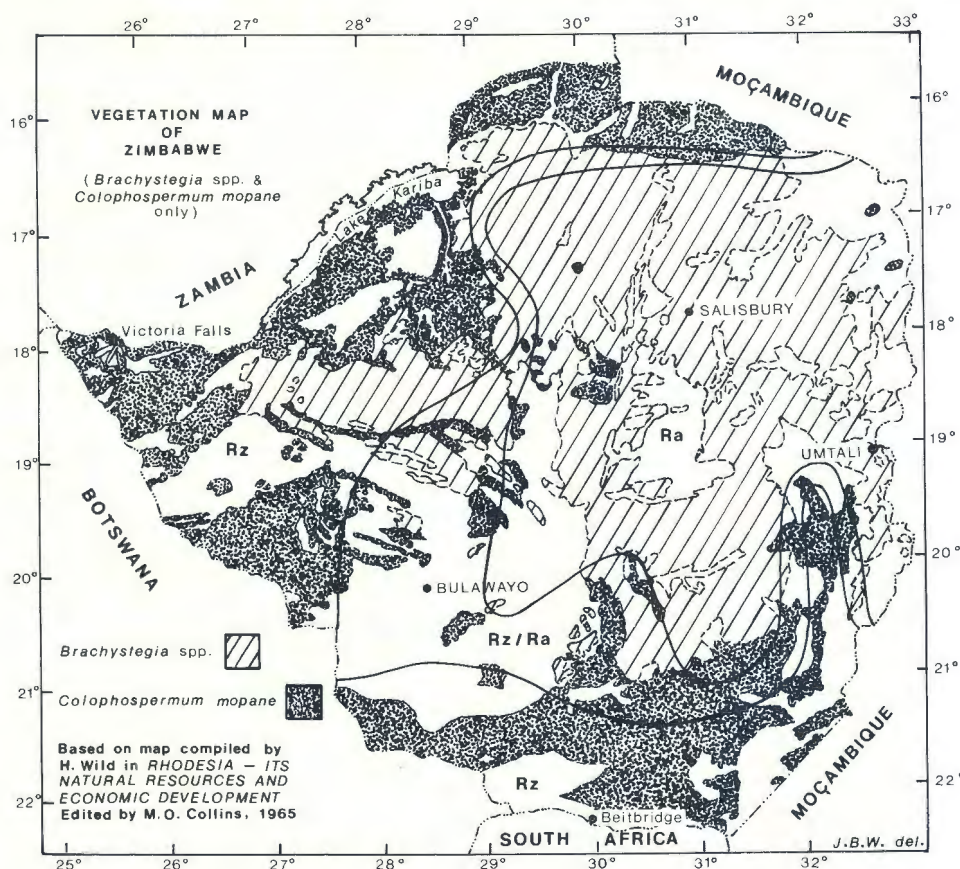 26° 27° 28° 29° 30° 31° 32° 33°
MOÇAMBIQUE
VEGETATION MAP
OF
ZIMBABWE
(Brachystegia spp. &
Colophospermum mopane
only)
16°
16°
Lake Kariba
17°
17°
ZAMBIA
SALISBURY
Victoria Falls
18°
18°
Rz
Ra
19°
19°
UMTALI
BOTSWANA
20°
20°
BULAWAYO
Rz/Ra
Brachystegia spp.
21°
21°
Colophospermum mopane
Based on map compiled by
H. Wild in RHODESIA – ITS
NATURAL RESOURCES AND
ECONOMIC DEVELOPMENT
Edited by M.O. Collins, 1965
MOÇAMBIQUE
Rz
22°
22°
Beitbridge
SOUTH AFRICA
J.B.W. del.
25° 26° 27° 28° 29° 30° 31° 32°